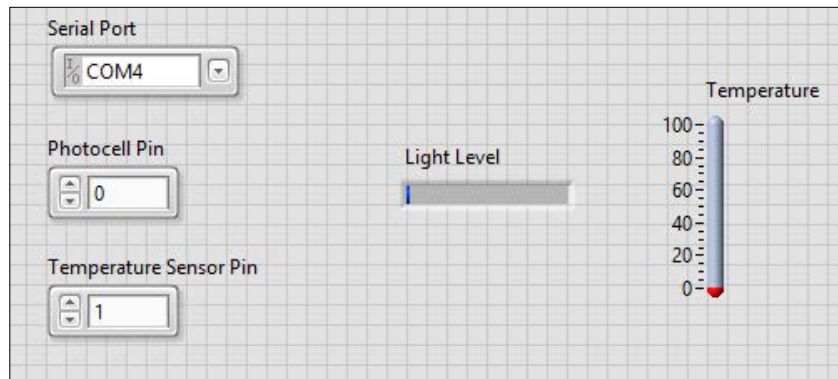 Serial Port
I/O COM4
Photocell Pin
0
Temperature Sensor Pin
1
Light Level
Temperature
100
80
60
40
20
0